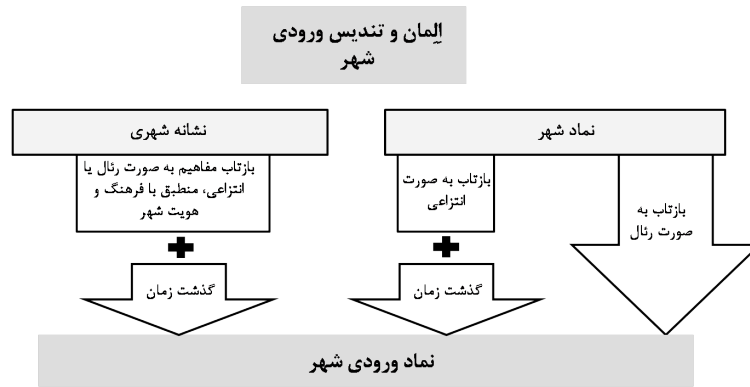 اِلِمان و تندیس ورودی
شهر
نماد شهر
نشانه شهری
بازتاب به
صورت رئال
بازتاب به صورت
انتزاعی
بازتاب مفاهیم به صورت رئال یا
انتزاعی، منطبق با فرهنگ و
هویت شهر
گذشت زمان
گذشت زمان
نماد ورودی شهر